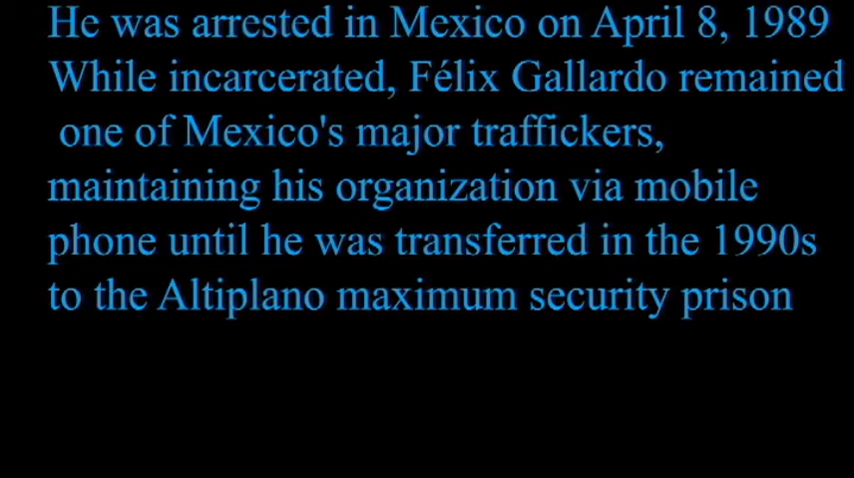 He was arrested in Mexico on April 8, 1989
While incarcerated, Félix Gallardo remained
one of Mexico's major traffickers,
maintaining his organization via mobile
phone until he was transferred in the 1990s
to the Altiplano maximum security prison